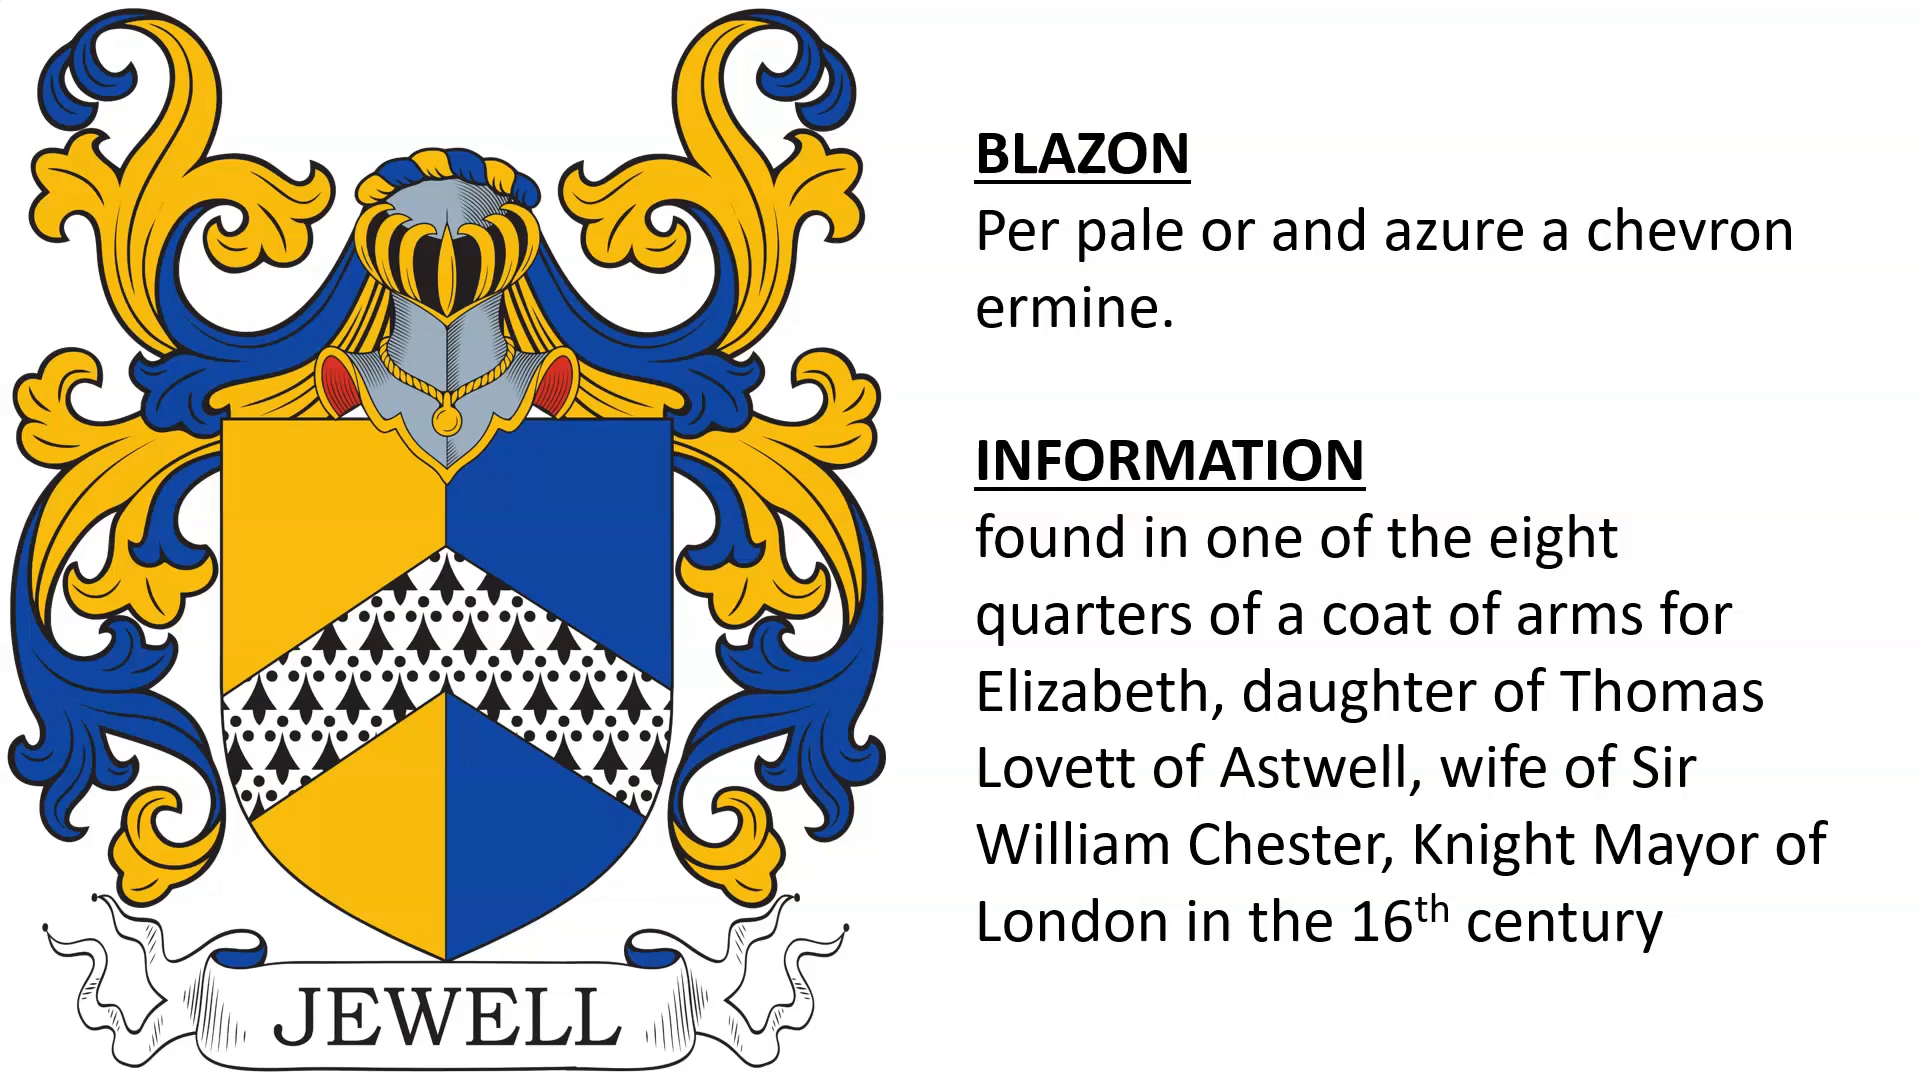 BLAZON
Per pale or and azure a chevron
ermine.
INFORMATION
found in one of the eight
quarters of a coat of arms for
Elizabeth, daughter of Thomas
Lovett of Astwell, wife of Sir
William Chester, Knight Mayor of
London in the 16th century
JEWELL